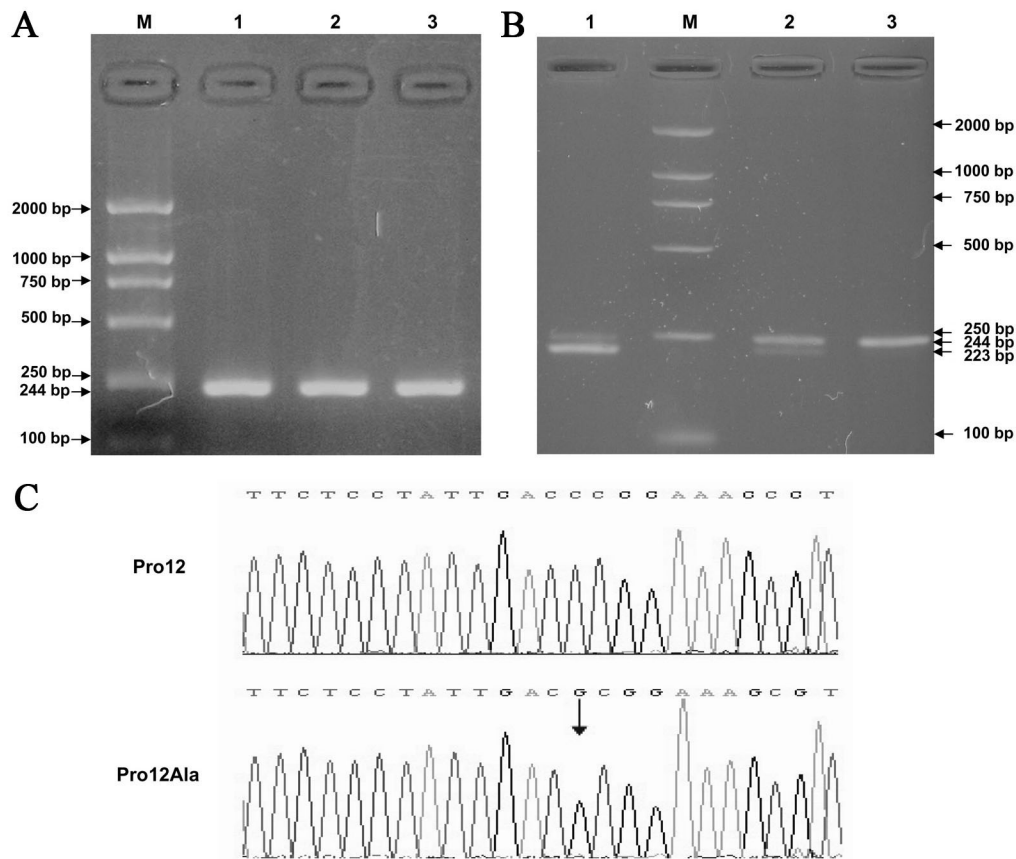 A
M 1 2 3
2000 bp
1000 bp
750 bp
500 bp
250 bp
244 bp
100 bp
B
1 M 2 3
2000 bp
1000 bp
750 bp
500 bp
250 bp
244 bp
223 bp
100 bp
C
T T C T C C T A T T G A C C C G G A A A G C G T
Pro12
T T C T C C T A T T G A C G C G G A A A G C G T
Pro12Ala